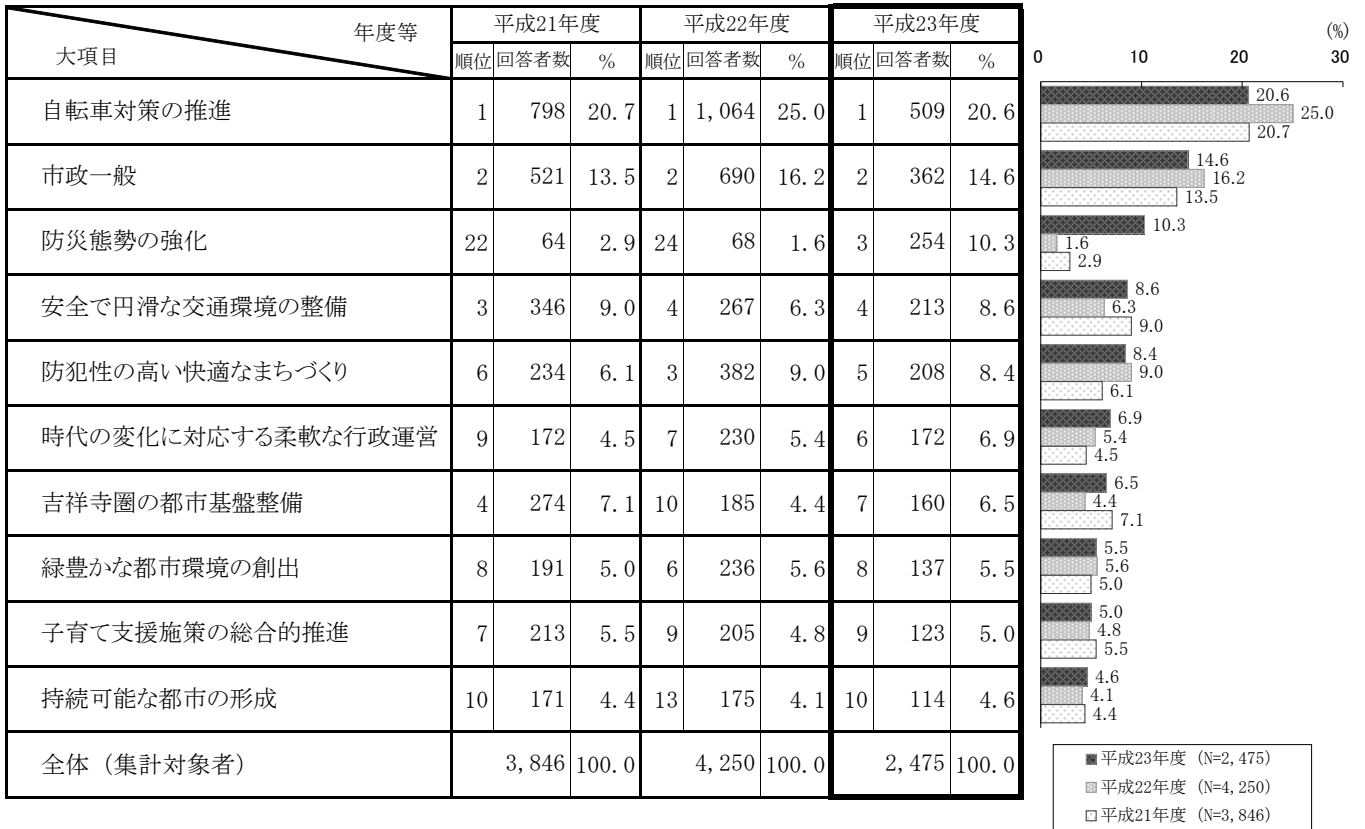 年度等 平成21年度 平成22年度 平成23年度
大項目 順位 回答者数 % 順位 回答者数 % 順位 回答者数 %
自転車対策の推進 1 798 20.7 1 1,064 25.0 1 509 20.6
市政一般 2 521 13.5 2 690 16.2 2 362 14.6
防災態勢の強化 22 64 2.9 24 68 1.6 3 254 10.3
安全で円滑な交通環境の整備 3 346 9.0 4 267 6.3 4 213 8.6
防犯性の高い快適なまちづくり 6 234 6.1 3 382 9.0 5 208 8.4
時代の変化に対応する柔軟な行政運営 9 172 4.5 7 230 5.4 6 172 6.9
吉祥寺圏の都市基盤整備 4 274 7.1 10 185 4.4 7 160 6.5
緑豊かな都市環境の創出 8 191 5.0 6 236 5.6 8 137 5.5
子育て支援施策の総合的推進 7 213 5.5 9 205 4.8 9 123 5.0
持続可能な都市の形成 10 171 4.4 13 175 4.1 10 114 4.6
全体（集計対象者） 3,846 100.0 4,250 100.0 2,475 100.0
(%)
0 10 20 30
20.6
25.0
20.7
14.6
16.2
13.5
10.3
1.6
2.9
8.6
6.3
9.0
8.4
9.0
6.1
6.9
5.4
4.5
6.5
4.4
7.1
5.5
5.6
5.0
5.0
4.8
5.5
4.6
4.1
4.4
平成23年度（N=2,475）
平成22年度（N=4,250）
平成21年度（N=3,846）